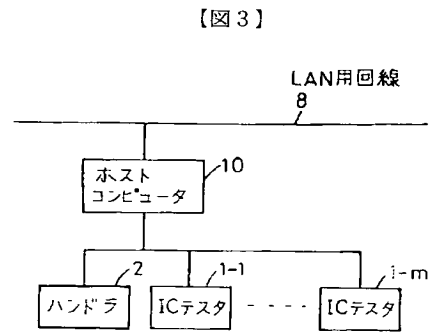 【図3】
LAN用回線
8
ホスト
コンピュータ
10
2
1-1
1-m
ハンドラ
ICテスタ
ICテスタ